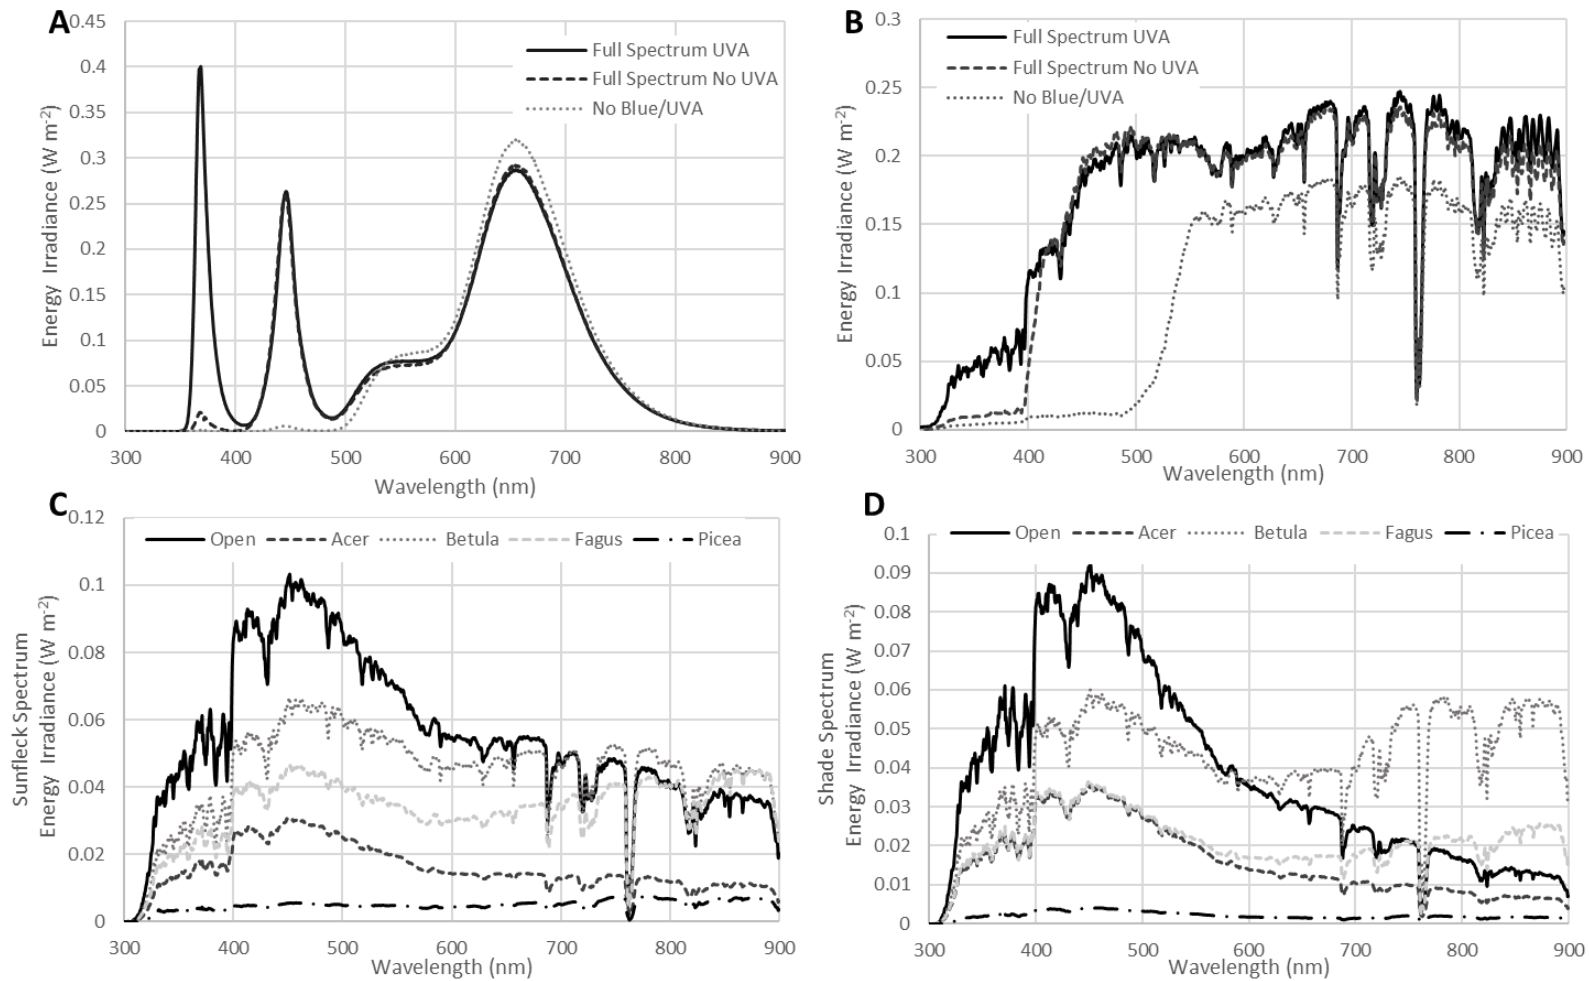 A
0.45
0.4
0.35
0.3
0.25
0.2
0.15
0.1
0.05
0
Energy Irradiance (W m-2)
Full Spectrum UVA
Full Spectrum No UVA
No Blue/UVA
300 400 500 600 700 800 900
Wavelength (nm)
B
0.3
0.25
0.2
0.15
0.1
0.05
0
Energy Irradiance (W m-2)
Full Spectrum UVA
Full Spectrum No UVA
No Blue/UVA
300 400 500 600 700 800 900
Wavelength (nm)
C
0.12
0.1
0.08
0.06
0.04
0.02
0
Sunfleck Spectrum
Energy Irradiance (W m-2)
Open Acer Betula Fagus Picea
300 400 500 600 700 800 900
Wavelength (nm)
D
0.1
0.09
0.08
0.07
0.06
0.05
0.04
0.03
0.02
0.01
0
Shade Spectrum
Energy Irradiance (W m-2)
Open Acer Betula Fagus Picea
300 400 500 600 700 800 900
Wavelength (nm)